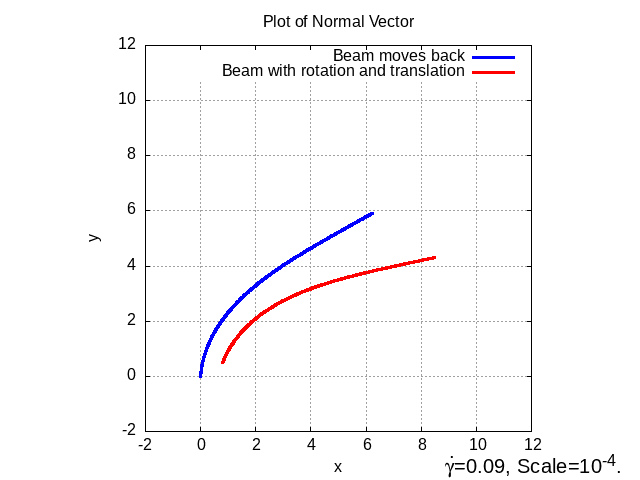 Plot of Normal Vector
Beam moves back
Beam with rotation and translation
12
10
8
6
4
2
0
-2
y
-2 0 2 4 6 8 10 12
x
γ̇=0.09, Scale=10⁻⁴.